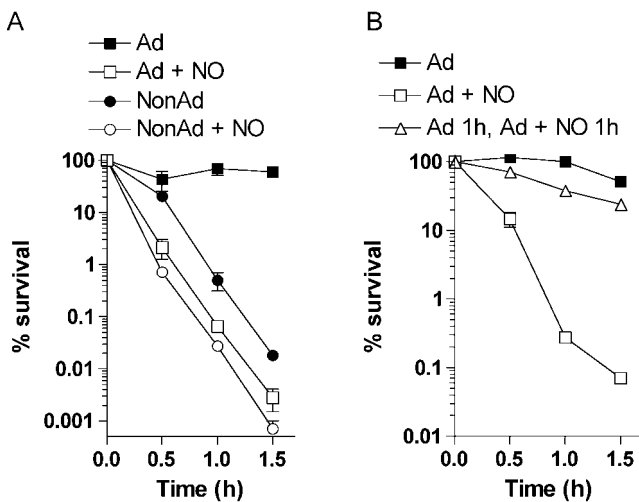 A
Ad
Ad + NO
NonAd
NonAd + NO
100
10
1
0.1
0.01
0.001
% survival
0.0 0.5 1.0 1.5
Time (h)
B
Ad
Ad + NO
Ad 1h, Ad + NO 1h
100
10
1
0.1
0.01
% survival
0.0 0.5 1.0 1.5
Time (h)